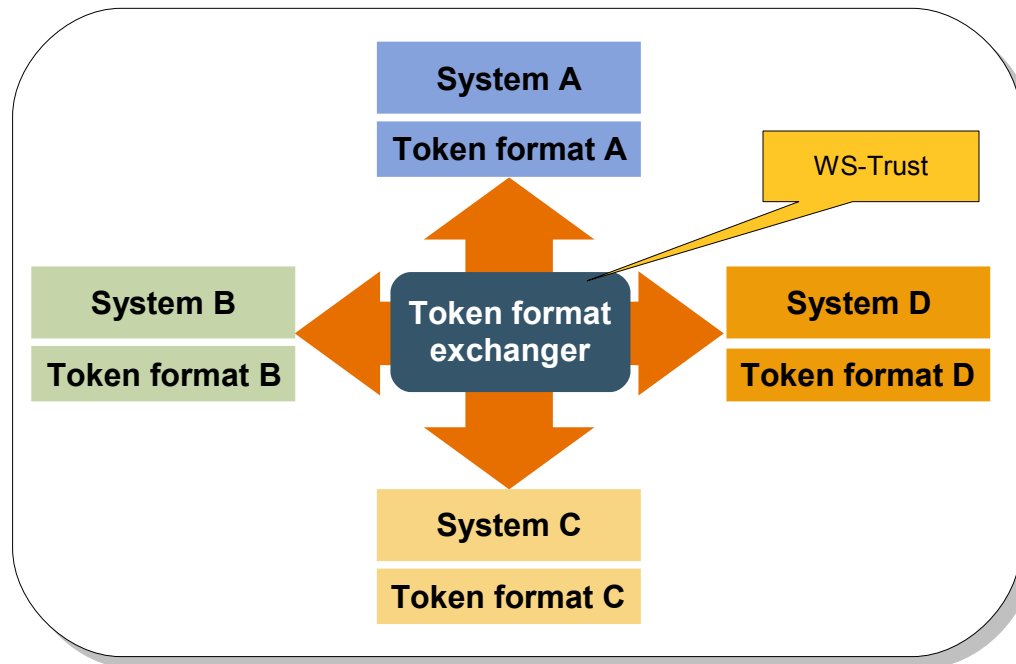 System A
Token format A
WS-Trust
System B
Token format B
Token format
exchanger
System D
Token format D
System C
Token format C